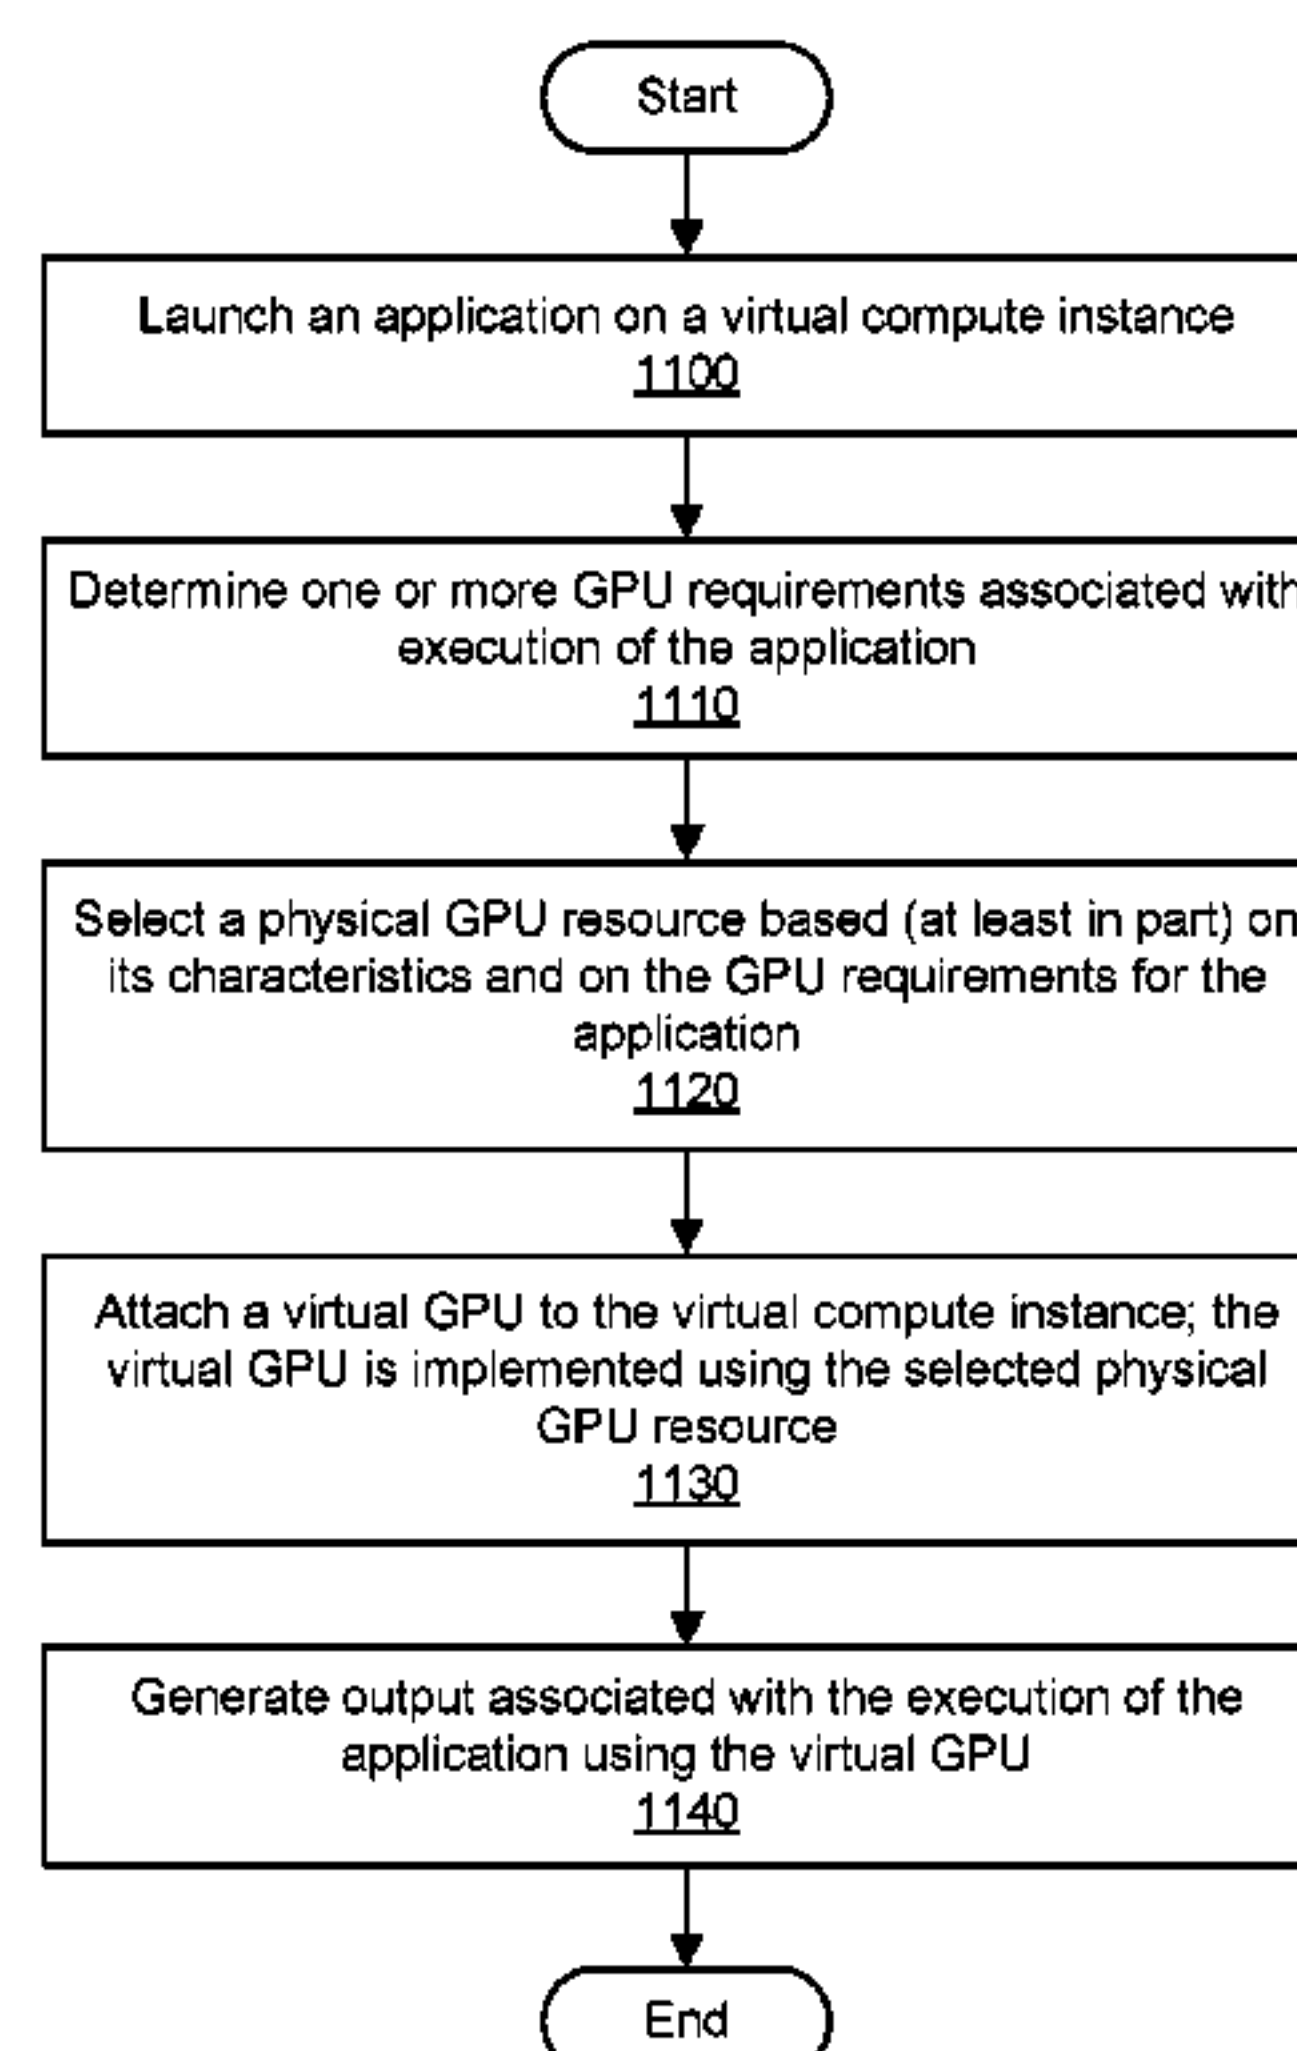 Start
Launch an application on a virtual compute instance
1100
Determine one or more GPU requirements associated with
execution of the application
1110
Select a physical GPU resource based (at least in part) on
its characteristics and on the GPU requirements for the
application
1120
Attach a virtual GPU to the virtual compute instance; the
virtual GPU is implemented using the selected physical
GPU resource
1130
Generate output associated with the execution of the
application using the virtual GPU
1140
End